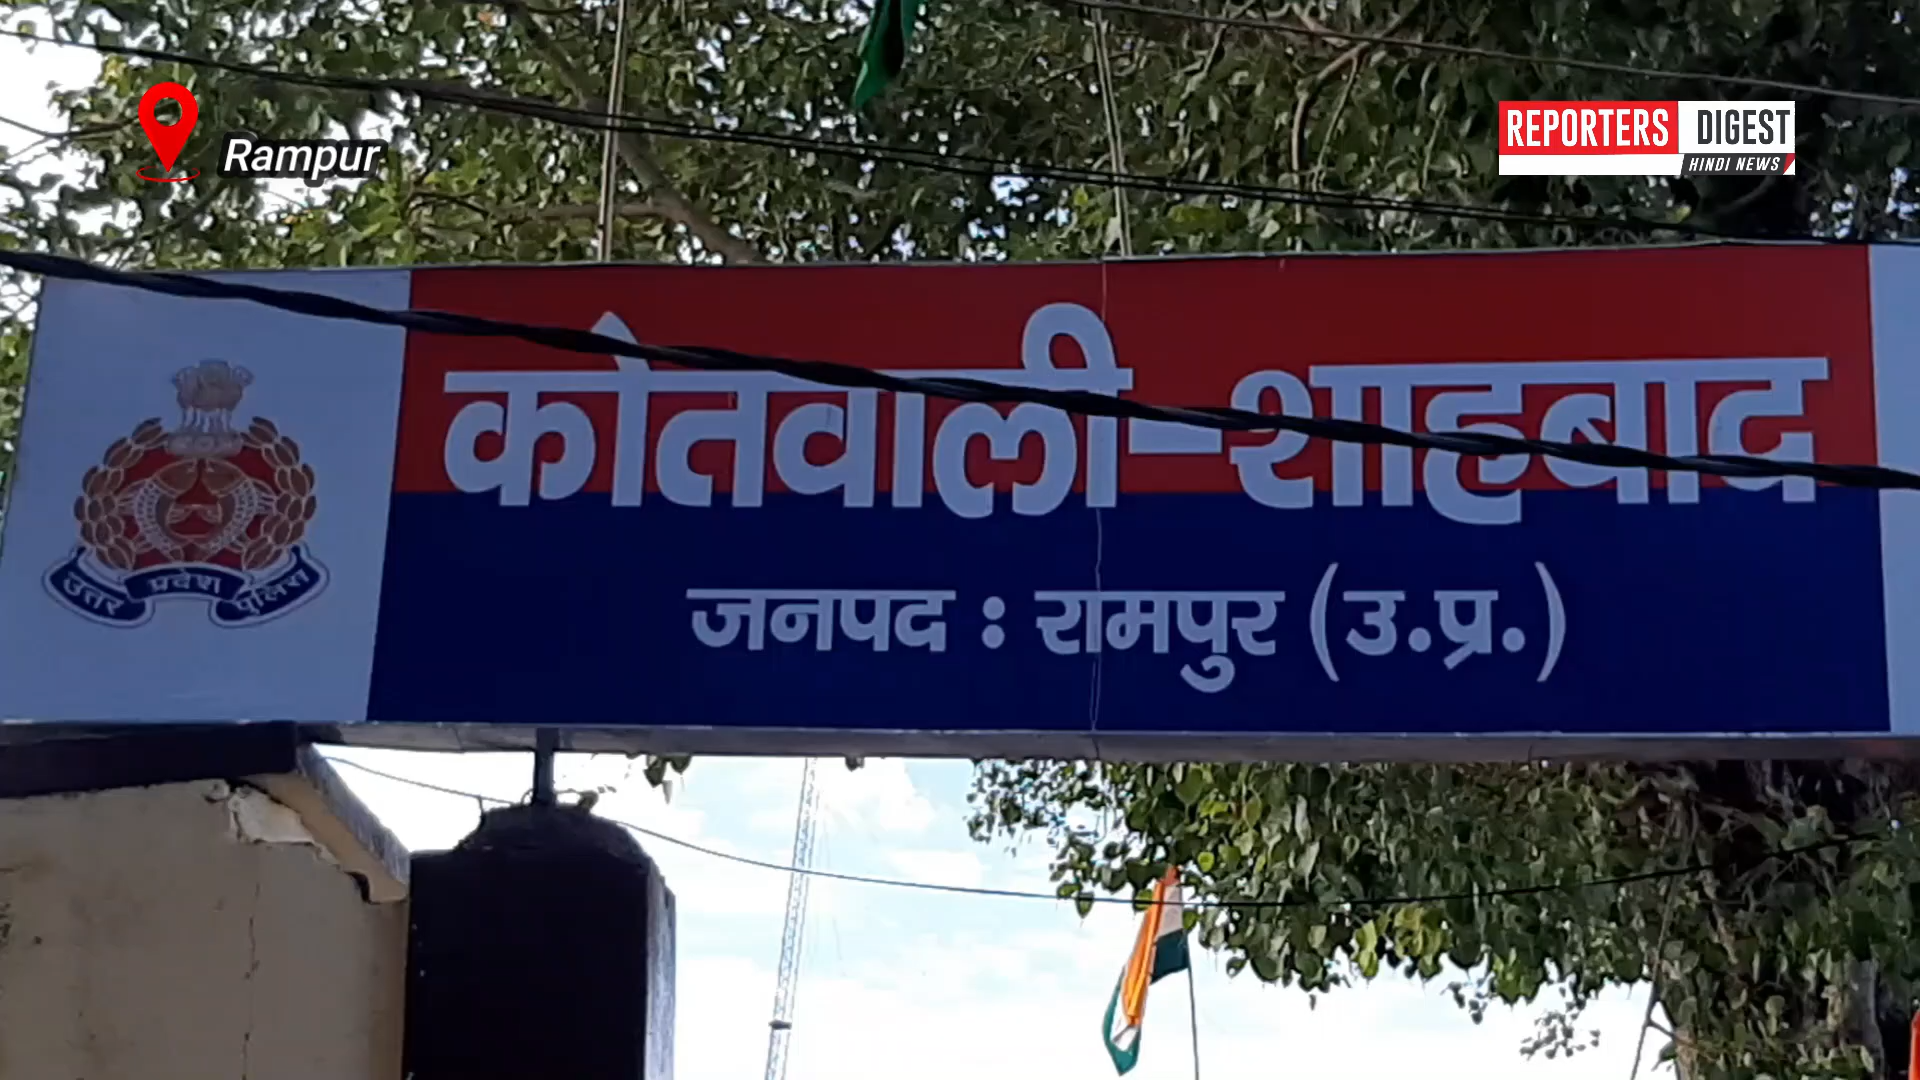 Rampur
REPORTERS DIGEST
HINDI NEWS
कोतवाली-शाहबाद
उत्तर प्रदेश पुलिस
जनपद : रामपुर (उ.प्र.)